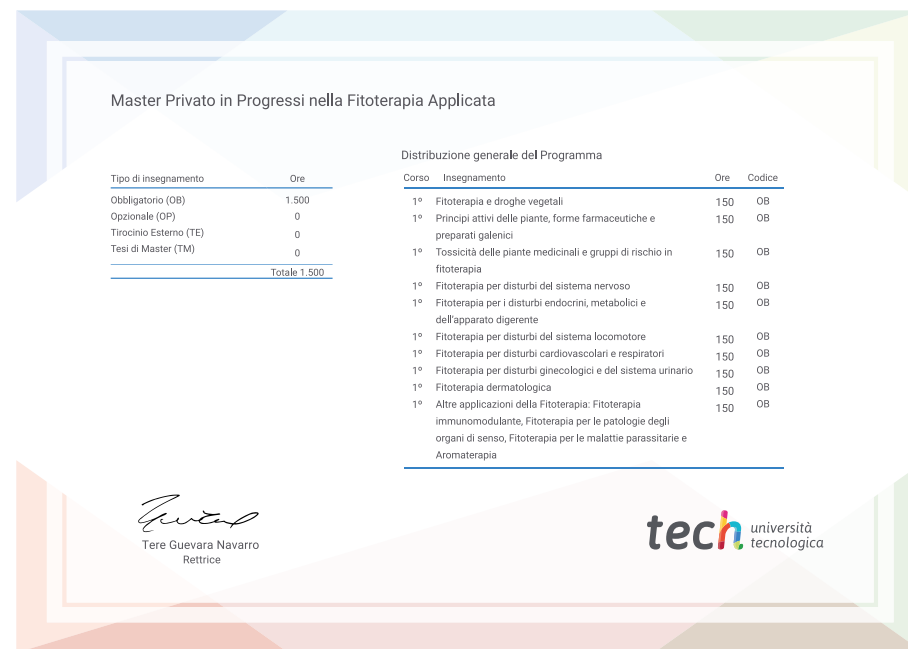 Master Privato in Progressi nella Fitoterapia Applicata
Tipo di insegnamento Ore
Obbligatorio (OB) 1.500
Opzionale (OP) 0
Tirocinio Esterno (TE) 0
Tesi di Master (TM) 0
Totale 1.500
Distribuzione generale del Programma
Corso Insegnamento Ore Codice
1º Fitoterapia e droghe vegetali 150 OB
1º Principi attivi delle piante, forme farmaceutiche e 150 OB
preparati galenici
1º Tossicità delle piante medicinali e gruppi di rischio in 150 OB
fitoterapia
1º Fitoterapia per disturbi del sistema nervoso 150 OB
1º Fitoterapia per i disturbi endocrini, metabolici e 150 OB
dell'apparato digerente
1º Fitoterapia per disturbi del sistema locomotore 150 OB
1º Fitoterapia per disturbi cardiovascolari e respiratori 150 OB
1º Fitoterapia per disturbi ginecologici e del sistema urinario 150 OB
1º Fitoterapia dermatologica 150 OB
1º Altre applicazioni della Fitoterapia: Fitoterapia 150 OB
immunomodulante, Fitoterapia per le patologie degli
organi di senso, Fitoterapia per le malattie parassitarie e
Aromaterapia
Tere Guevara Navarro
Rettrice
tech università
tecnologica